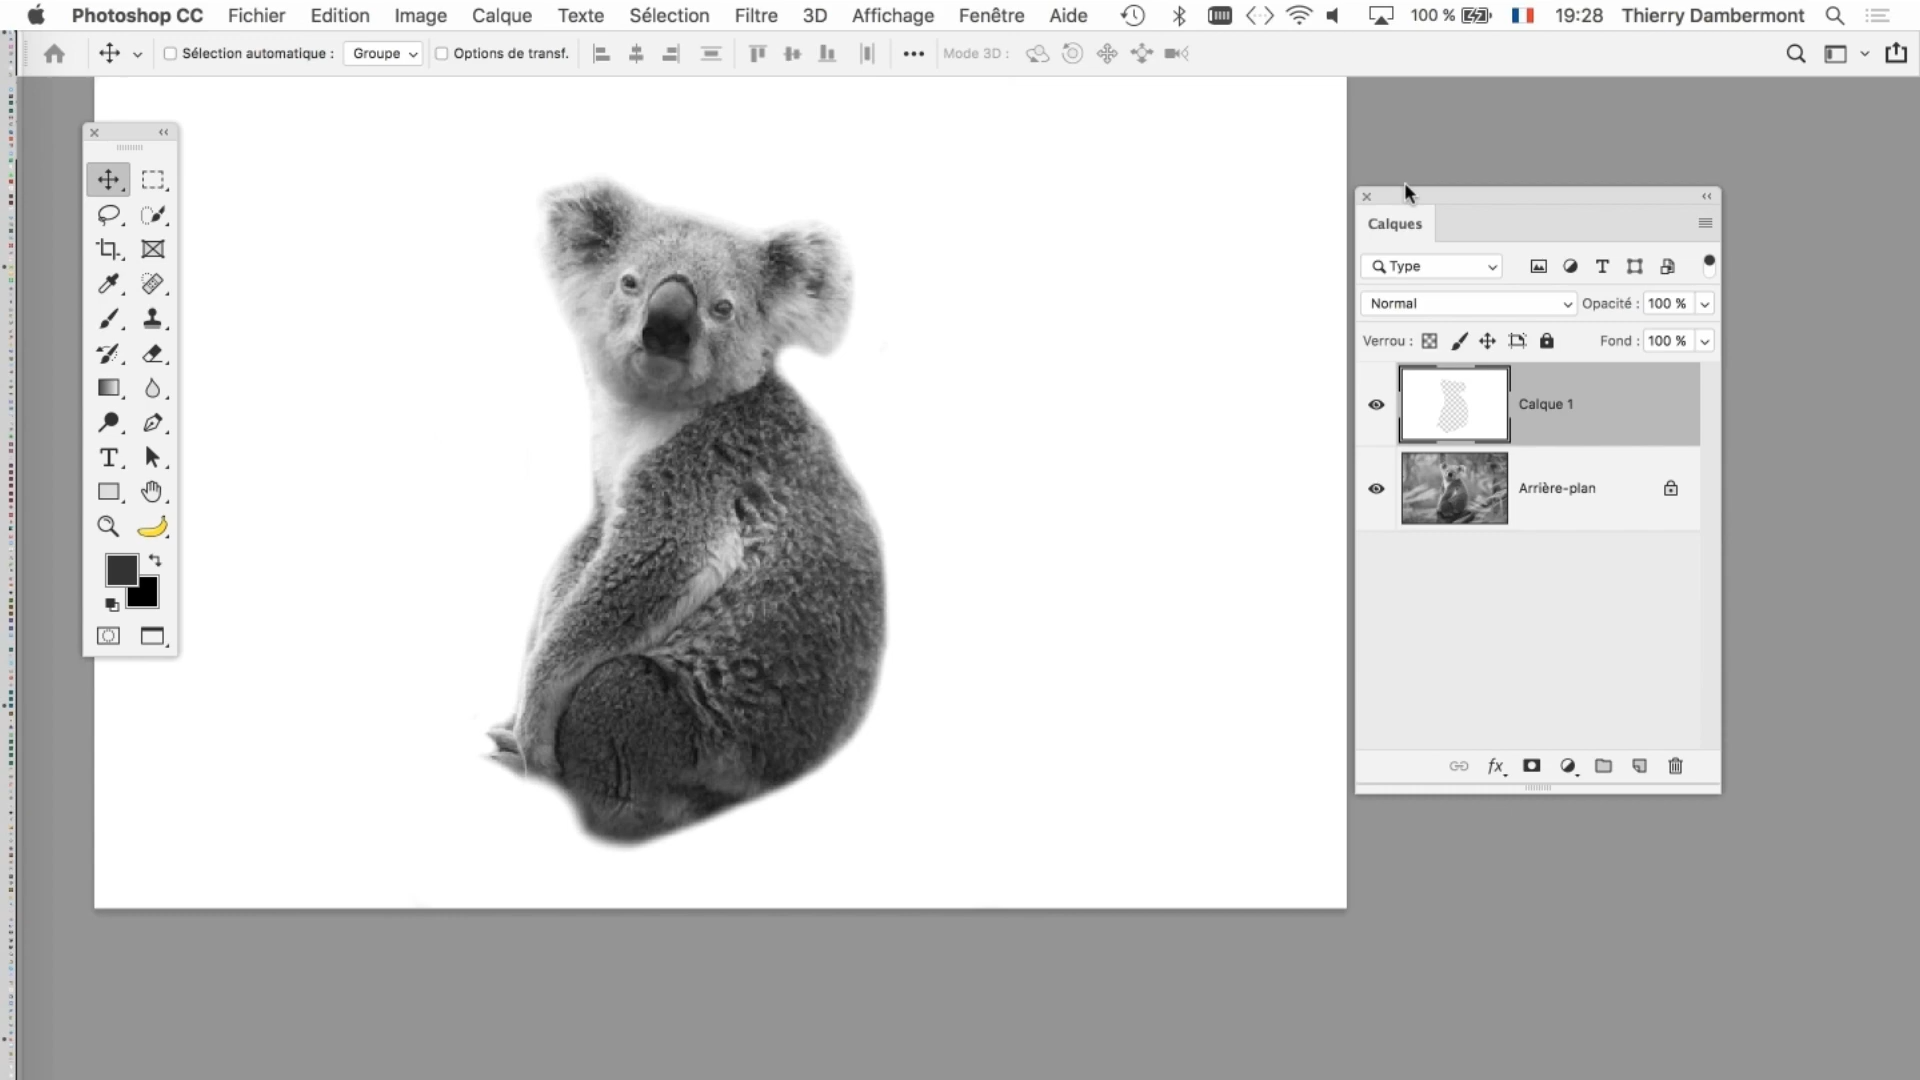 Photoshop CC Fichier Edition Image Calque Texte Sélection Filtre 3D Affichage Fenêtre Aide 100 % 19:28 Thierry Dambermont
Sélection automatique : Groupe Options de transf. Mode 3D :
Calques
Type
Normal Opacité : 100 %
Verrou : Fond : 100 %
Calque 1
Arrière-plan
fx